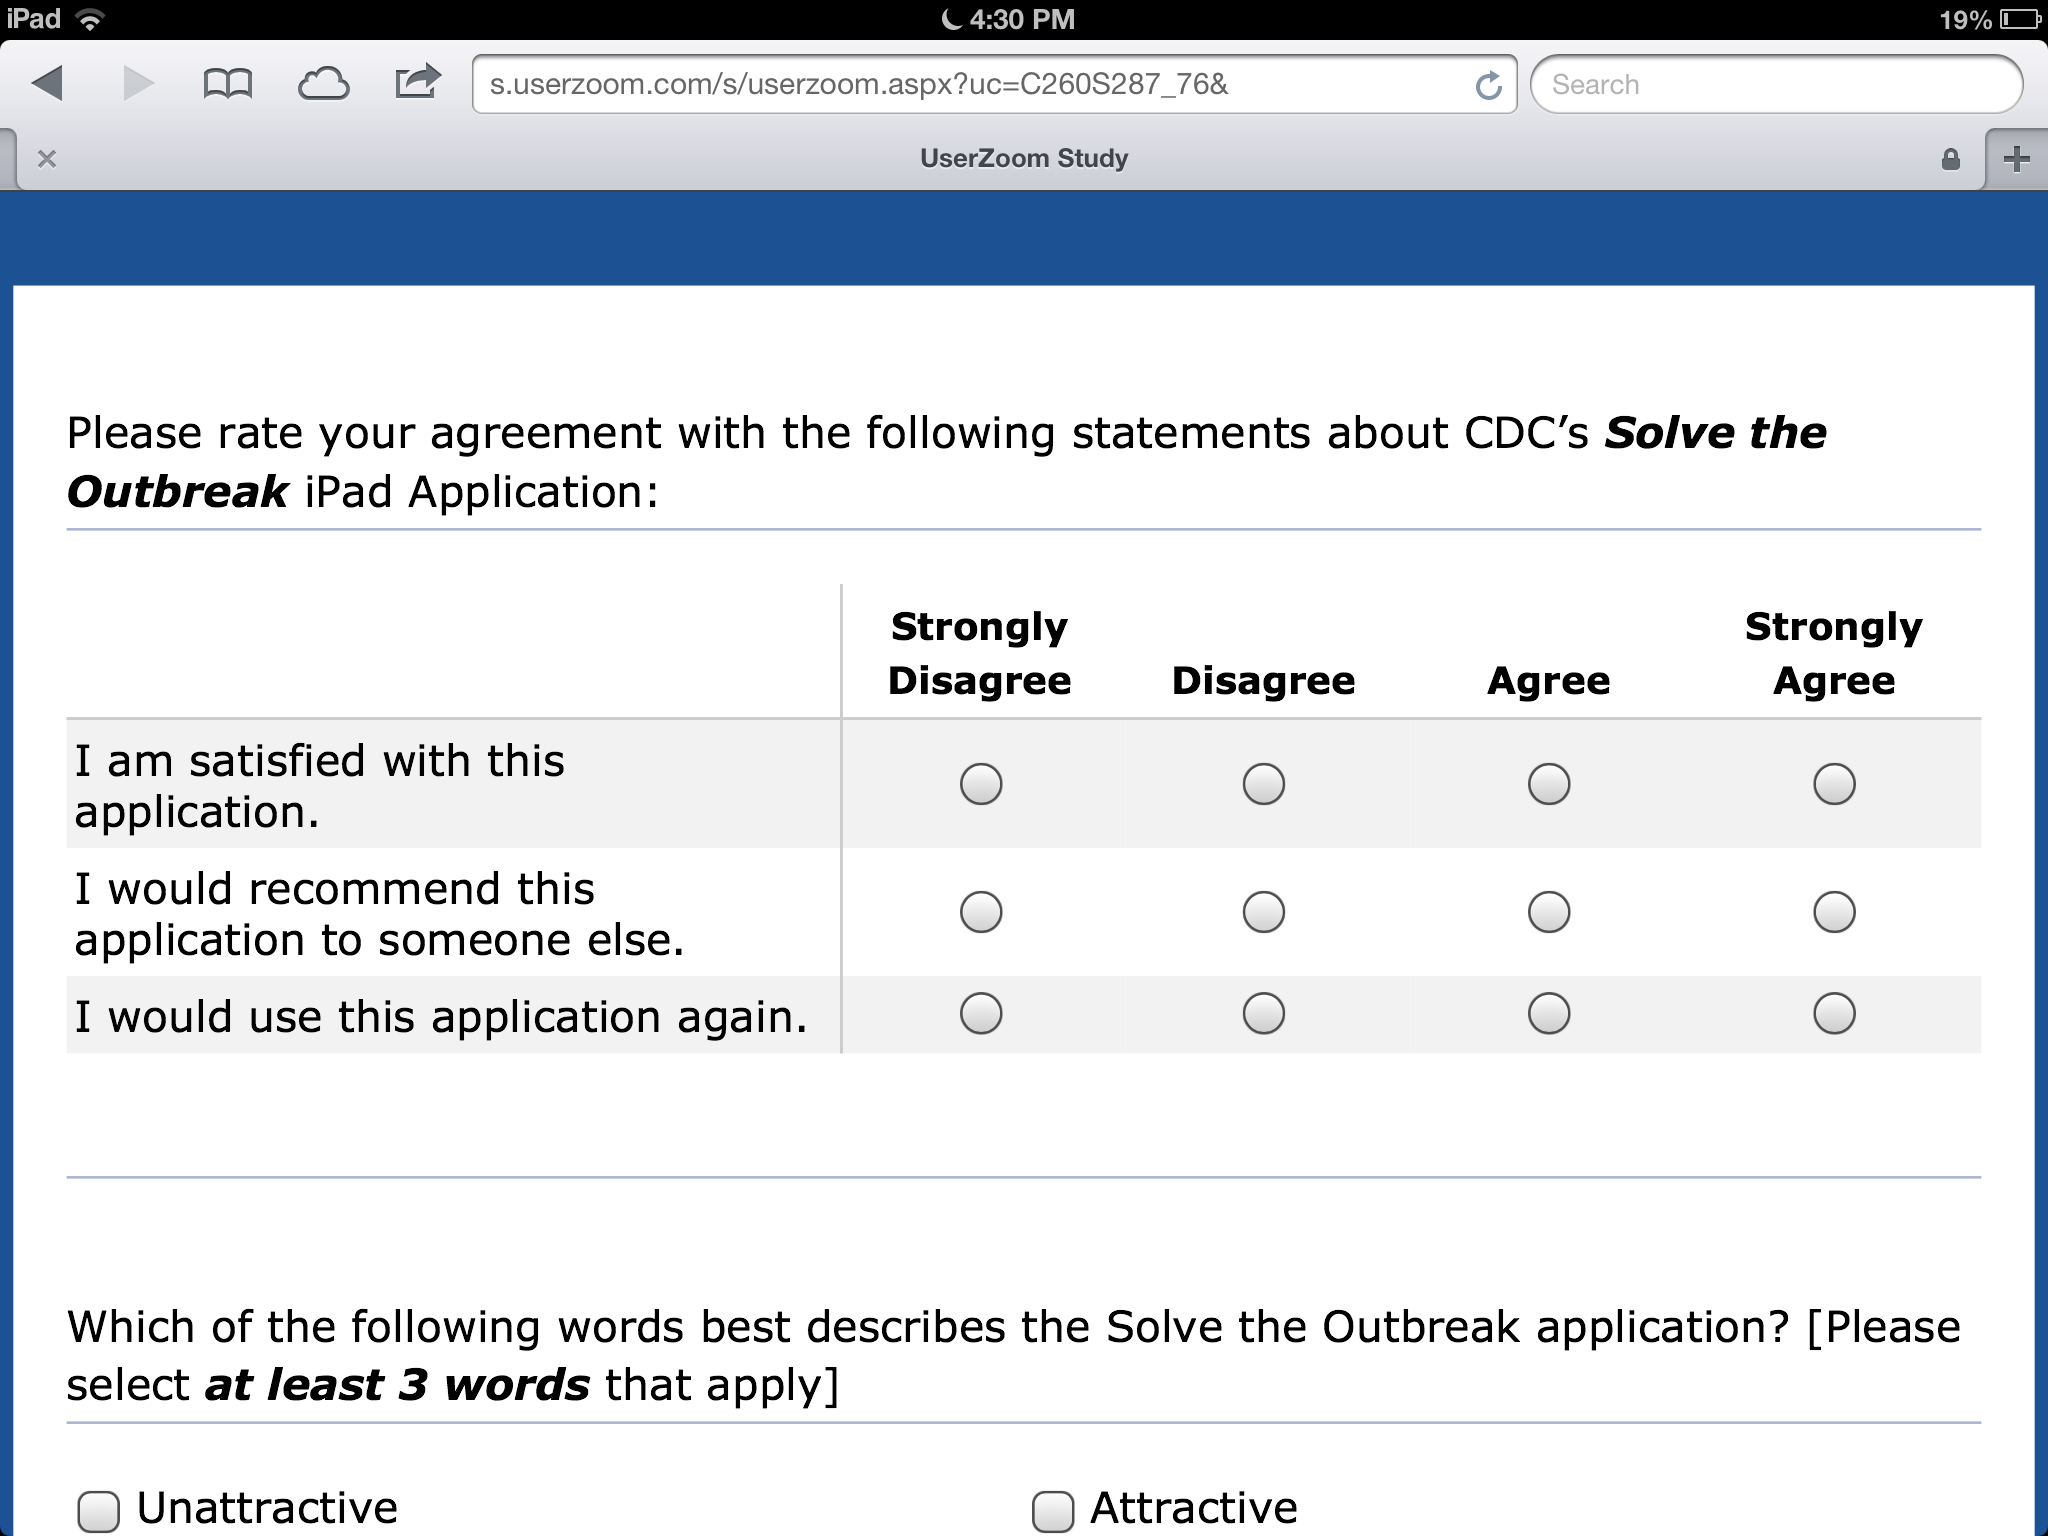 iPad 4:30 PM 19%
s.userzoom.com/s/userzoom.aspx?uc=C260S287_76& Search
UserZoom Study
Please rate your agreement with the following statements about CDC’s Solve the
Outbreak iPad Application:
Strongly Disagree Disagree Agree Strongly Agree
I am satisfied with this
application.
I would recommend this
application to someone else.
I would use this application again.
Which of the following words best describes the Solve the Outbreak application? [Please
select at least 3 words that apply]
Unattractive Attractive